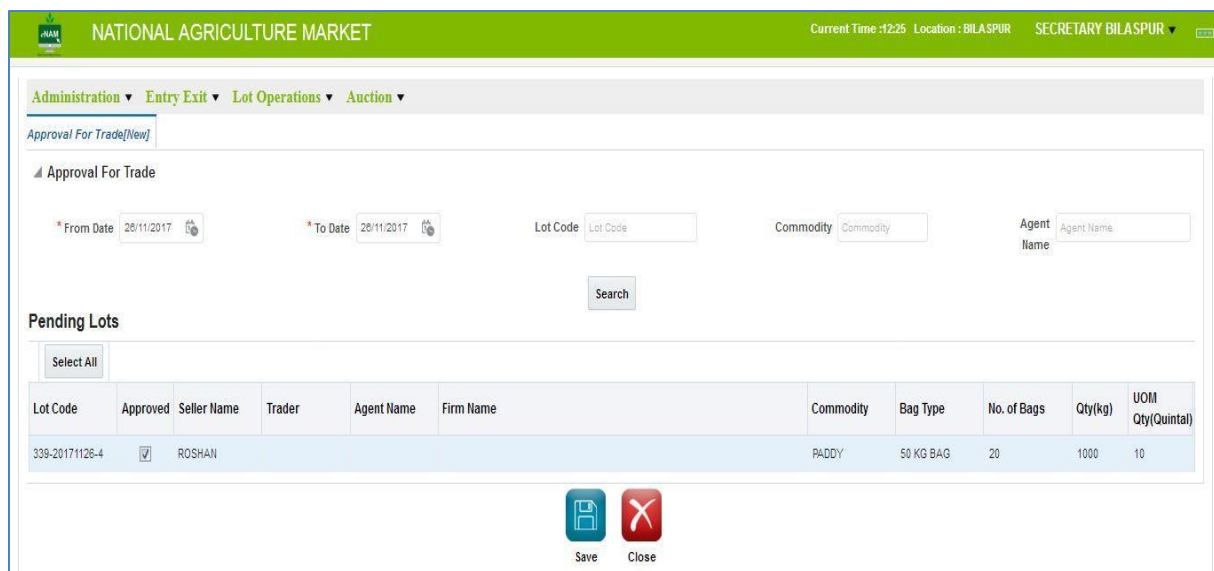 eNAM
NATIONAL AGRICULTURE MARKET
Current Time :12:25 Location : BILASPUR
SECRETARY BILASPUR
Administration Entry Exit Lot Operations Auction
Approval For Trade[New]
Approval For Trade
* From Date 26/11/2017 * To Date 26/11/2017 Lot Code Lot Code Commodity Commodity Agent Name Agent Name
Search
Pending Lots
Select All
Lot Code Approved Seller Name Trader Agent Name Firm Name Commodity Bag Type No. of Bags Qty(kg) UOM Qty(Quintal)
339-20171126-4 ROSHAN PADDY 50 KG BAG 20 1000 10
Save Close